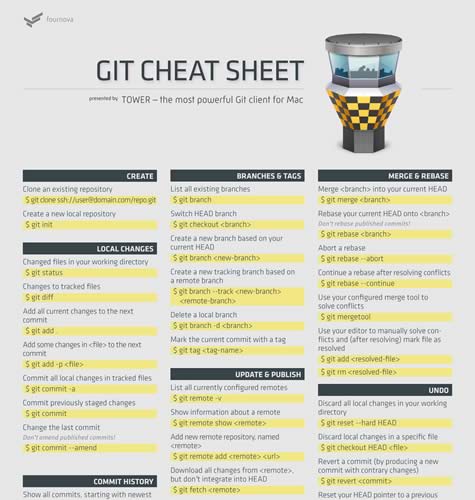 fournova
GIT CHEAT SHEET
presented by TOWER – the most powerful Git client for Mac
CREATE
Clone an existing repository
$ git clone ssh://user@domain.com/repo.git
Create a new local repository
$ git init
LOCAL CHANGES
Changed files in your working directory
$ git status
Changes to tracked files
$ git diff
Add all current changes to the next
commit
$ git add .
Add some changes in <file> to the next
commit
$ git add -p <file>
Commit all local changes in tracked files
$ git commit -a
Commit previously staged changes
$ git commit
Change the last commit
Don't amend published commits!
$ git commit --amend
COMMIT HISTORY
Show all commits, starting with newest
BRANCHES & TAGS
List all existing branches
$ git branch
Switch HEAD branch
$ git checkout <branch>
Create a new branch based on your
current HEAD
$ git branch <new-branch>
Create a new tracking branch based on
a remote branch
$ git branch --track <new-branch>
<remote-branch>
Delete a local branch
$ git branch -d <branch>
Mark the current commit with a tag
$ git tag <tag-name>
UPDATE & PUBLISH
List all currently configured remotes
$ git remote -v
Show information about a remote
$ git remote show <remote>
Add new remote repository, named
<remote>
$ git remote add <remote> <url>
Download all changes from <remote>,
but don't integrate into HEAD
$ git fetch <remote>
MERGE & REBASE
Merge <branch> into your current HEAD
$ git merge <branch>
Rebase your current HEAD onto <branch>
Don't rebase published commits!
$ git rebase <branch>
Abort a rebase
$ git rebase --abort
Continue a rebase after resolving conflicts
$ git rebase --continue
Use your configured merge tool to
solve conflicts
$ git mergetool
Use your editor to manually solve con-
flicts and (after resolving) mark file as
resolved
$ git add <resolved-file>
$ git rm <resolved-file>
UNDO
Discard all local changes in your working
directory
$ git reset --hard HEAD
Discard local changes in a specific file
$ git checkout HEAD <file>
Revert a commit (by producing a new
commit with contrary changes)
$ git revert <commit>
Reset your HEAD pointer to a previous